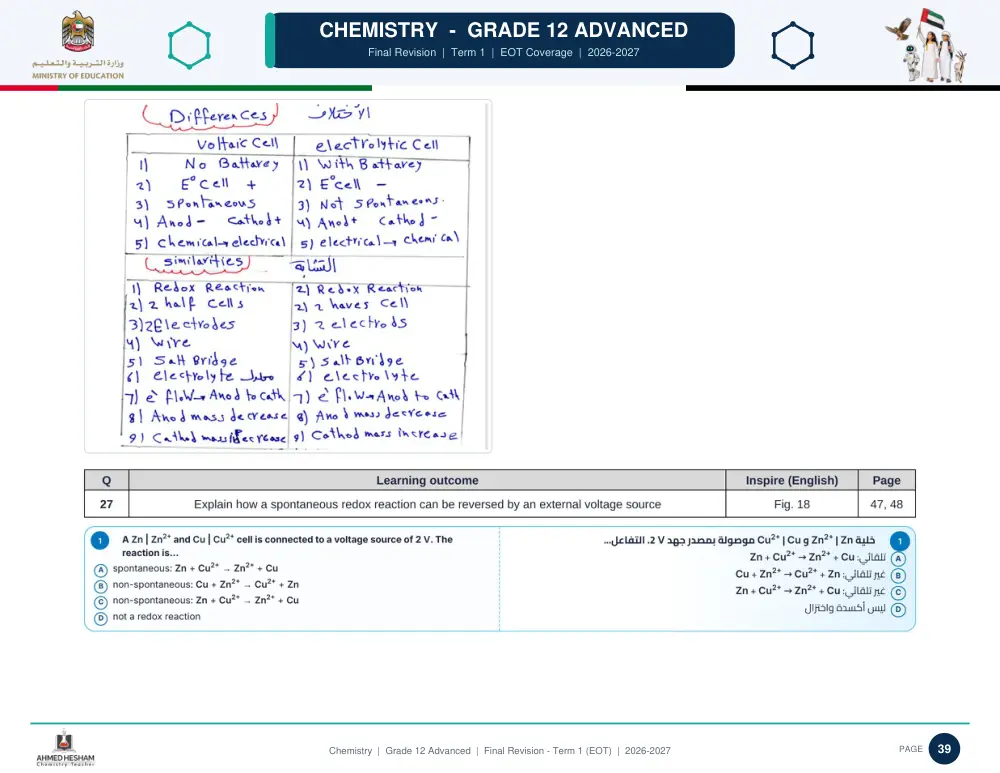 وزارة التربية والتعليم
MINISTRY OF EDUCATION
CHEMISTRY - GRADE 12 ADVANCED
Final Revision | Term 1 | EOT Coverage | 2026-2027
Differences الأختلاف
Voltaic Cell electrolytic Cell
1) No Battarey 1) With Battarey
2) E°Cell + 2) E°cell -
3) Spontaneous 3) Not Spontaneons.
4) Anod - Cathod + 4) Anod + Cathod -
5) Chemical→electrical 5) electrical → chemical
Similarities التشابة
1) Redox Reaction 2) Redox Reaction
2) 2 half Cells 2) 2 haves Cell
3) 2Electrodes 3) 2 electrods
4) Wire 4) Wire
5) Salt Bridge 5) Salt Bridge
6) electrolyte 6) electrolyte
7) e⁻ flow→Anod to Cath 7) e⁻ flow→Anod to Cath
8) Anod mass decrease 8) Anod mass decrease
9) Cathod mass 9) Cathod mass increase
Q Learning outcome Inspire (English) Page
27 Explain how a spontaneous redox reaction can be reversed by an external voltage source Fig. 18 47, 48
1 A Zn | Zn²⁺ and Cu | Cu²⁺ cell is connected to a voltage source of 2 V. The
reaction is...
A spontaneous: Zn + Cu²⁺ → Zn²⁺ + Cu
B non-spontaneous: Cu + Zn²⁺ → Cu²⁺ + Zn
C non-spontaneous: Zn + Cu²⁺ → Zn²⁺ + Cu
D not a redox reaction
1 خلية Zn | Zn²⁺ و Cu | Cu²⁺ موصولة بمصدر جهد 2 V. التفاعل...
A تلقائي: Zn + Cu²⁺ → Zn²⁺ + Cu
B غير تلقائي: Cu + Zn²⁺ → Cu²⁺ + Zn
C غير تلقائي: Zn + Cu²⁺ → Zn²⁺ + Cu
D ليس أكسدة واختزال
AHMED HESHAM
Chemistry Teacher
Chemistry | Grade 12 Advanced | Final Revision - Term 1 (EOT) | 2026-2027
PAGE 39